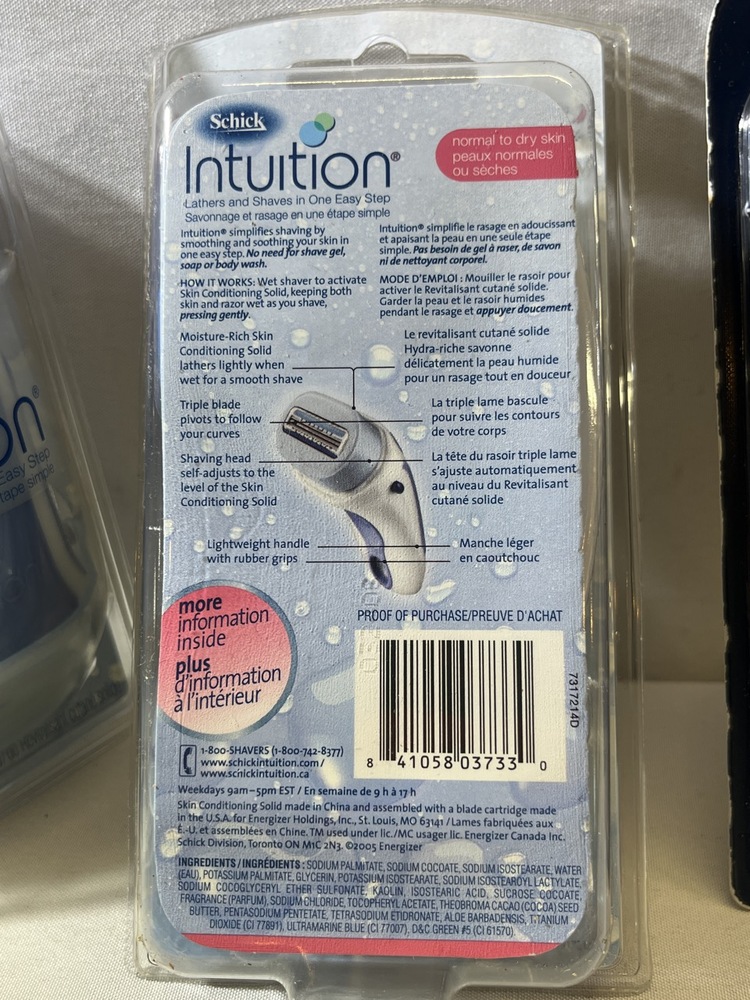 Schick
Intuition®
Lathers and Shaves in One Easy Step
Savonnage et rasage en une étape simple
normal to dry skin
peaux normales
ou sèches
Intuition® simplifies shaving by
smoothing and soothing your skin in
one easy step. No need for shave gel,
soap or body wash.
HOW IT WORKS: Wet shaver to activate
Skin Conditioning Solid, keeping both
skin and razor wet as you shave,
pressing gently.
Intuition® simplifie le rasage en adoucissant
et apaisant la peau en une seule étape
simple. Pas besoin de gel à raser, de savon
ni de nettoyant corporel.
MODE D'EMPLOI : Mouiller le rasoir pour
activer le Revitalisant cutané solide.
Garder la peau et le rasoir humides
pendant le rasage et appuyer doucement.
Moisture-Rich Skin
Conditioning Solid
lathers lightly when
wet for a smooth shave
Le revitalisant cutané solide
Hydra-riche savonne
délicatement la peau humide
pour un rasage tout en douceur
Triple blade
pivots to follow
your curves
La triple lame bascule
pour suivre les contours
de votre corps
Shaving head
self-adjusts to the
level of the Skin
Conditioning Solid
La tête du rasoir triple lame
s'ajuste automatiquement
au niveau du Revitalisant
cutané solide
Lightweight handle
with rubber grips
Manche léger
en caoutchouc
more
information
inside
plus
d'information
à l'intérieur
PROOF OF PURCHASE/PREUVE D'ACHAT
8 41058 03733 0
7317214D
1-800-SHAVERS (1-800-742-8377)
www.schickintuition.com/
www.schickintuition.ca
Weekdays 9am–5pm EST / En semaine de 9 h à 17 h
Skin Conditioning Solid made in China and assembled with a blade cartridge made
in the U.S.A. for Energizer Holdings, Inc., St. Louis, MO 63141 / Lames fabriquées aux
É.-U. et assemblées en Chine. TM used under lic./MC usager lic. Energizer Canada Inc.
Schick Division, Toronto ON M1C 2N3. ©2005 Energizer
INGREDIENTS / INGRÉDIENTS : SODIUM PALMITATE, SODIUM COCOATE, SODIUM ISOSTEARATE, WATER
(EAU), POTASSIUM PALMITATE, GLYCERIN, POTASSIUM ISOSTEARATE, SODIUM ISOSTEAROYL LACTYLATE,
SODIUM COCOGLYCERYL ETHER SULFONATE, KAOLIN, ISOSTEARIC ACID, SUCROSE COCOATE,
FRAGRANCE (PARFUM), SODIUM CHLORIDE, TOCOPHERYL ACETATE, THEOBROMA CACAO (COCOA) SEED
BUTTER, PENTASODIUM PENTETATE, TETRASODIUM ETIDRONATE, ALOE BARBADENSIS, TITANIUM
DIOXIDE (CI 77891), ULTRAMARINE BLUE (CI 77007), D&C GREEN #5 (CI 61570).
on®
Easy Step
tape simple